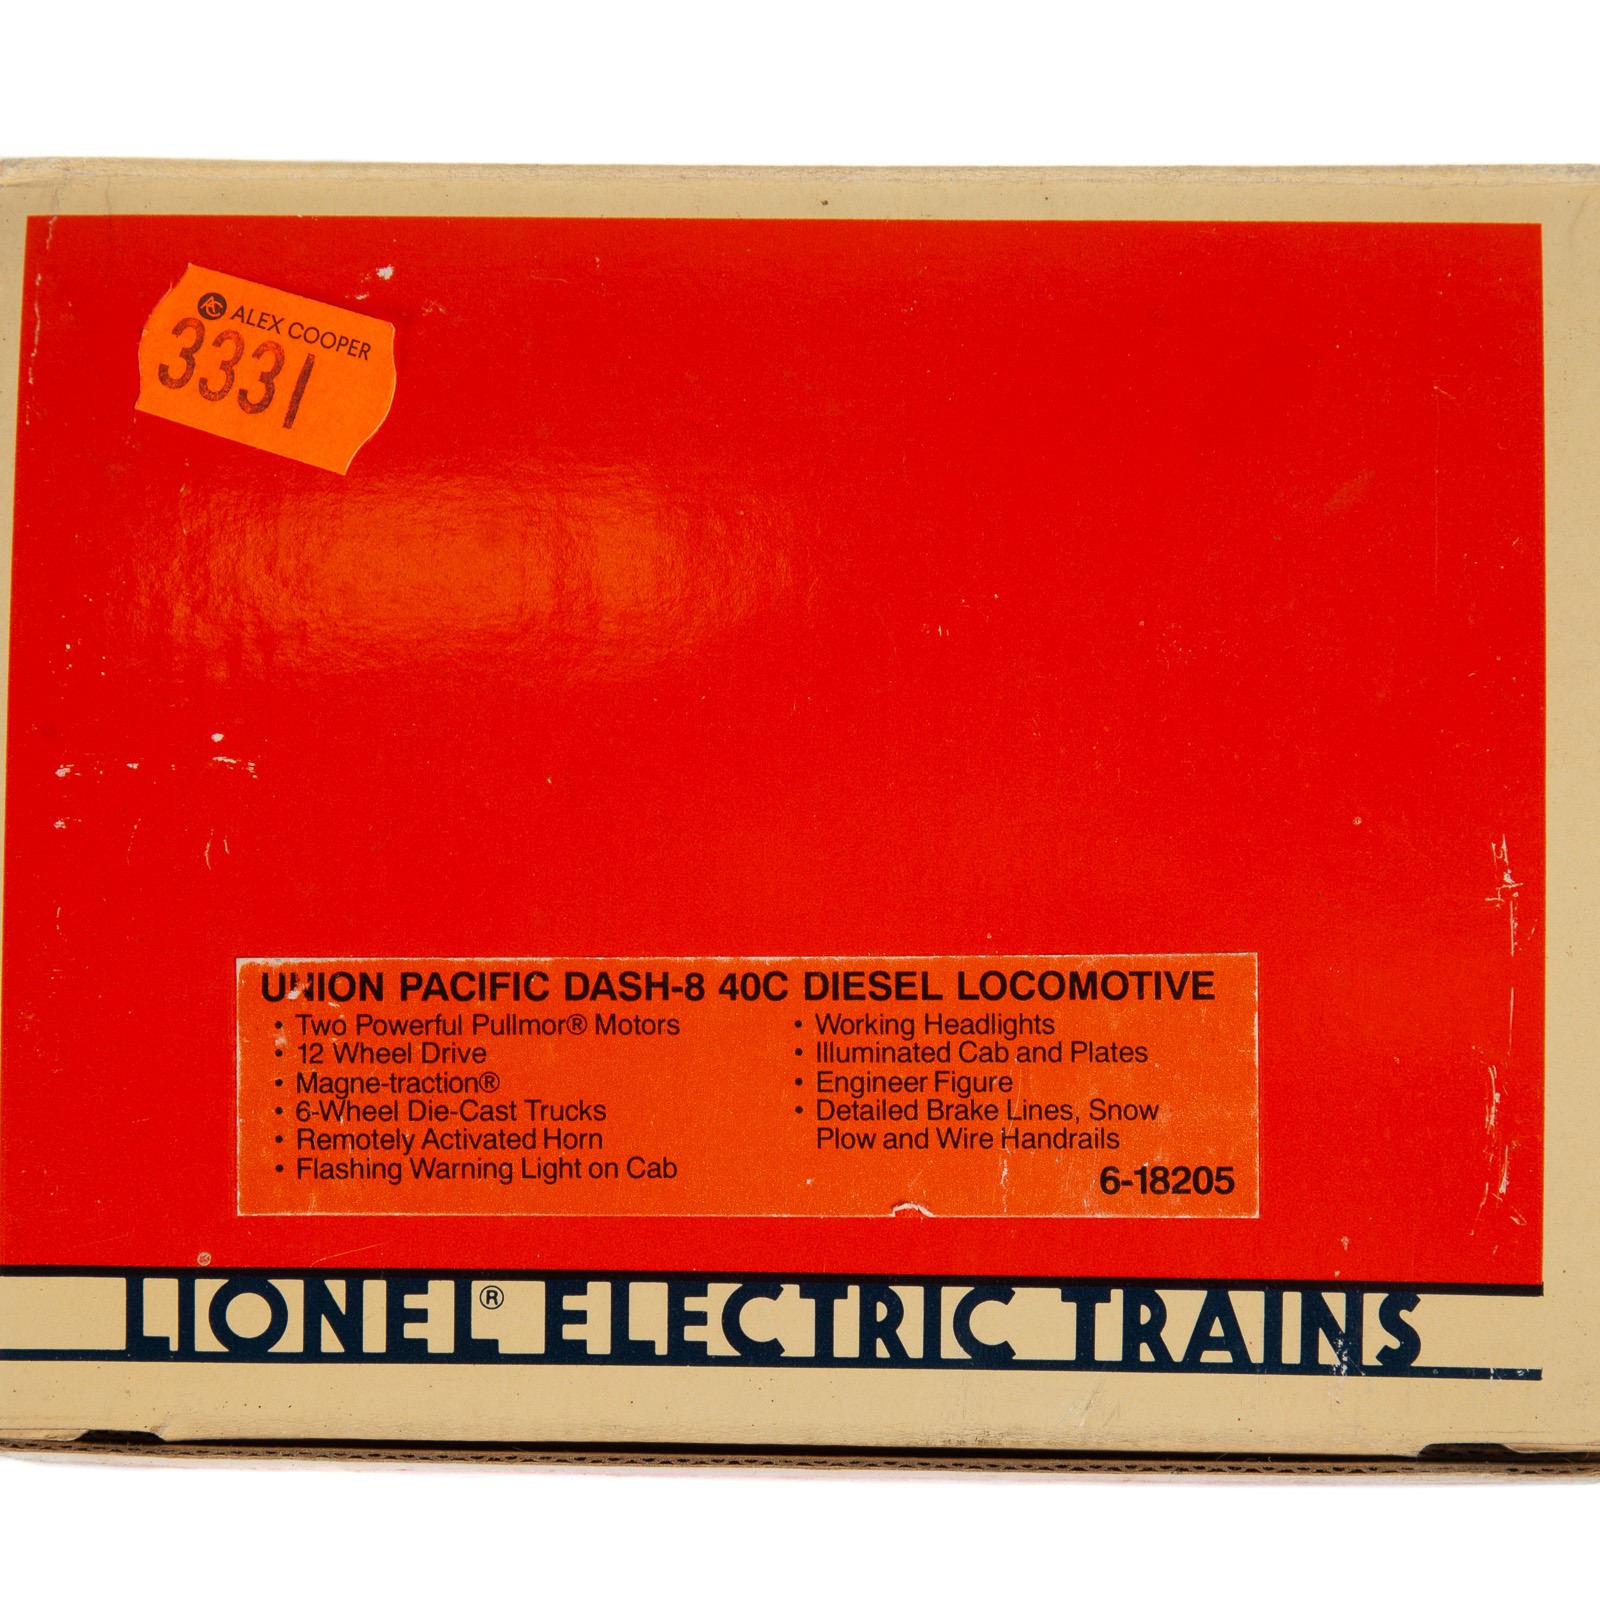 AC ALEX COOPER
3331
UNION PACIFIC DASH-8 40C DIESEL LOCOMOTIVE
• Two Powerful Pullmor® Motors
• 12 Wheel Drive
• Magne-traction®
• 6-Wheel Die-Cast Trucks
• Remotely Activated Horn
• Flashing Warning Light on Cab
• Working Headlights
• Illuminated Cab and Plates
• Engineer Figure
• Detailed Brake Lines, Snow
Plow and Wire Handrails
6-18205
LIONEL® ELECTRIC TRAINS